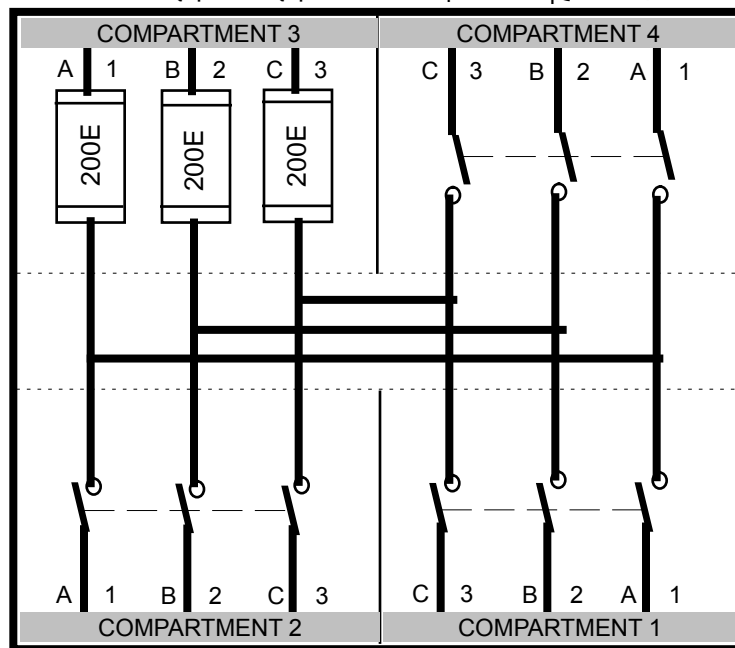 COMPARTMENT 3 COMPARTMENT 4
A 1 B 2 C 3 C 3 B 2 A 1
200E 200E 200E
A 1 B 2 C 3 C 3 B 2 A 1
COMPARTMENT 2 COMPARTMENT 1